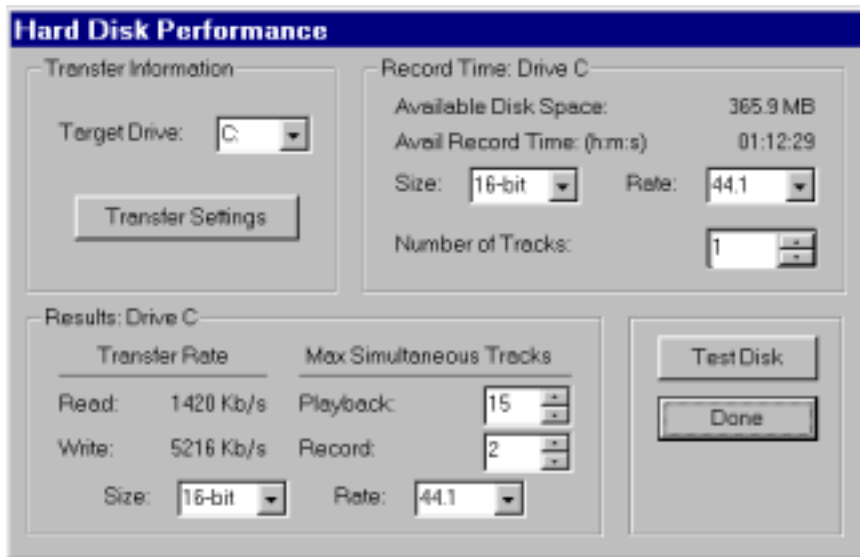 Hard Disk Performance
Transfer Information
Target Drive: C:
Transfer Settings
Record Time: Drive C
Available Disk Space: 365.9 MB
Avail Record Time: (h:m:s) 01:12:29
Size: 16-bit Rate: 44.1
Number of Tracks: 1
Results: Drive C
Transfer Rate Max Simultaneous Tracks
Read: 1420 Kb/s Playback: 15
Write: 5216 Kb/s Record: 2
Size: 16-bit Rate: 44.1
Test Disk
Done